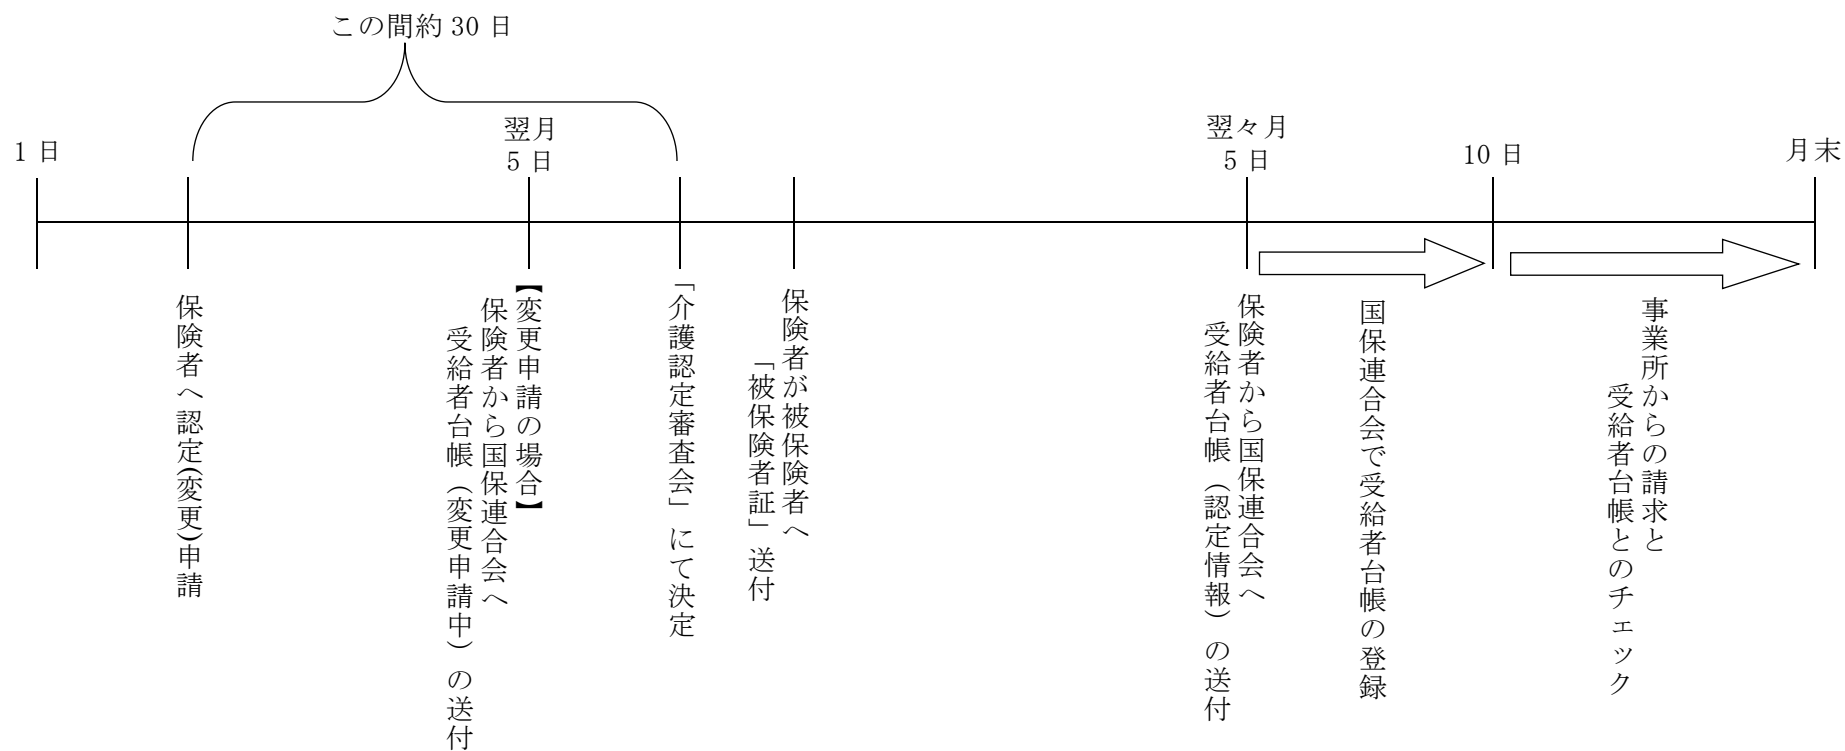 この間約 30 日
1 日
翌月
5 日
翌々月
5 日
10 日
月末
保険者へ認定(変更)申請
【変更申請の場合】
保険者から国保連合会へ
受給者台帳（変更申請中）の送付
「介護認定審査会」にて決定
保険者が被保険者へ
「被保険者証」送付
保険者から国保連合会へ
受給者台帳（認定情報）の送付
国保連合会で受給者台帳の登録
事業所からの請求と
受給者台帳とのチェック